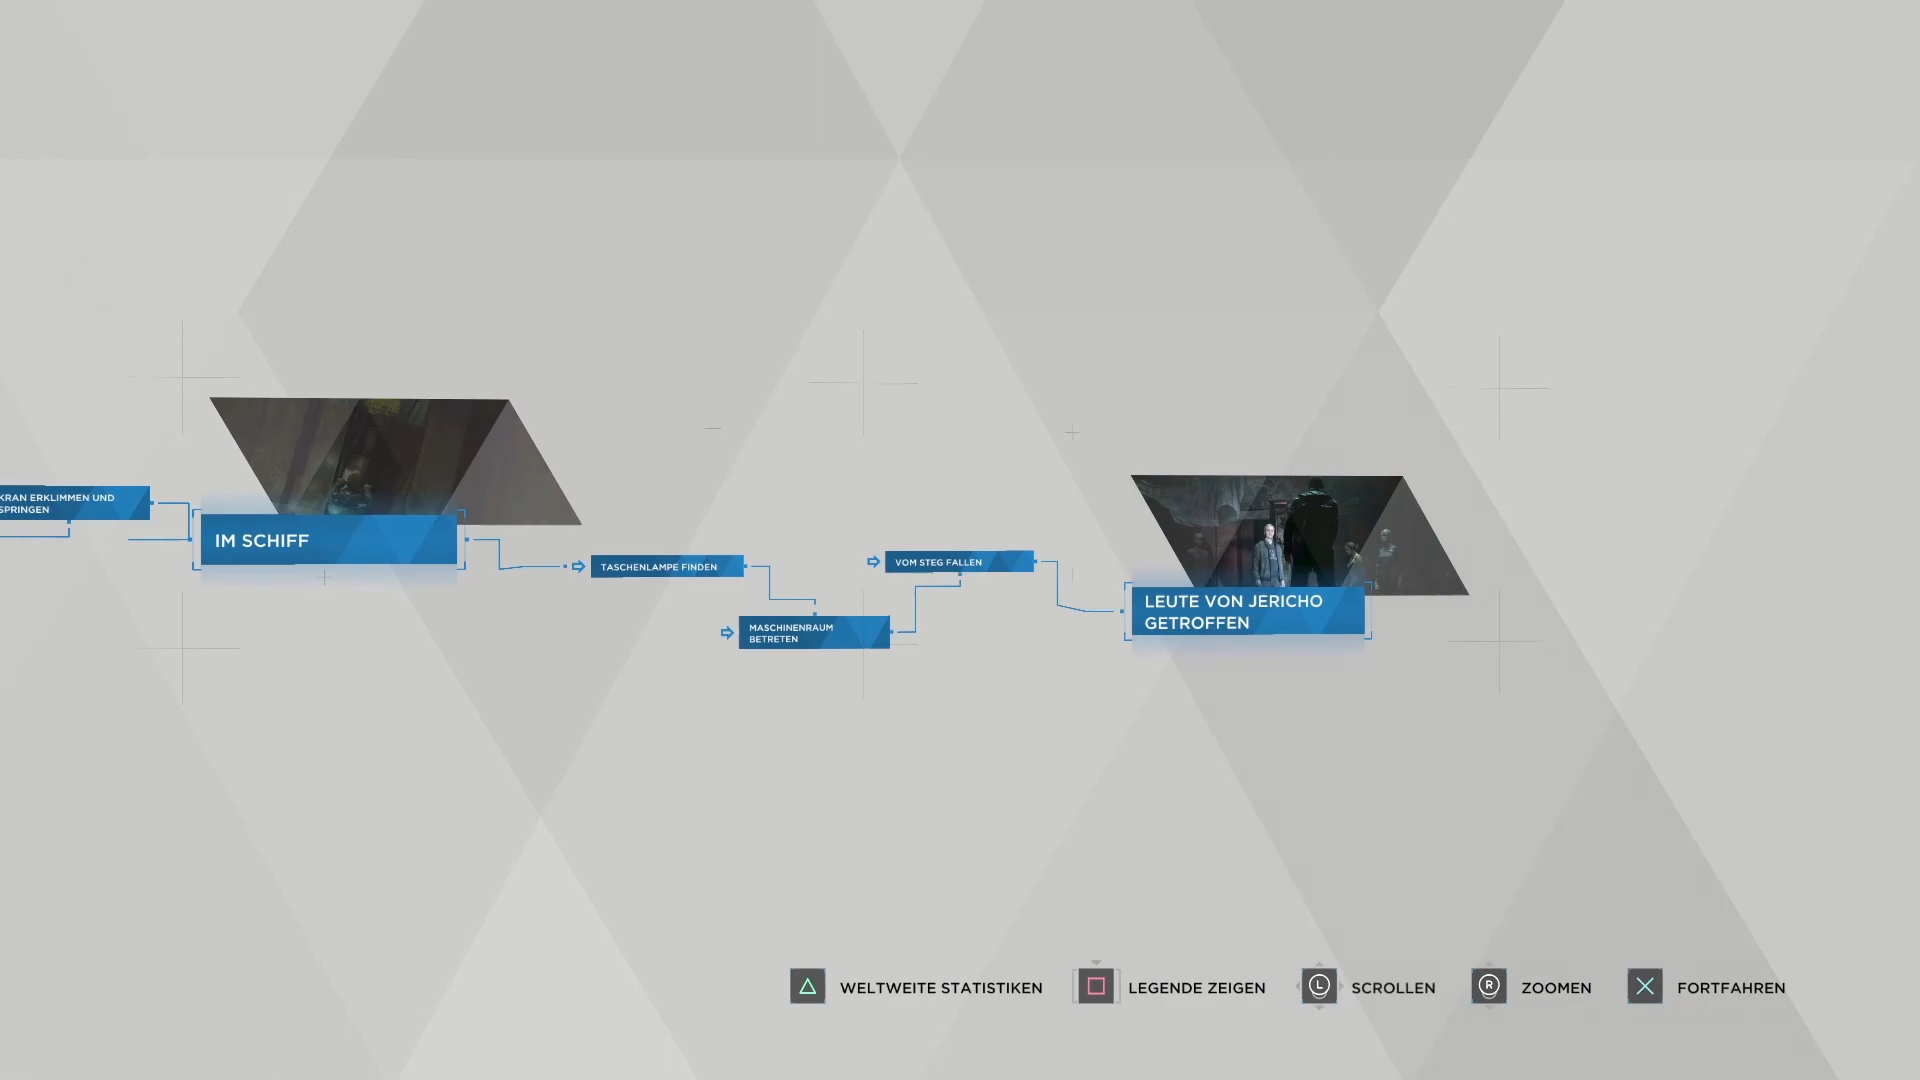 KRAN ERKLIMMEN UND
SPRINGEN
IM SCHIFF
TASCHENLAMPE FINDEN
MASCHINENRAUM
BETRETEN
VOM STEG FALLEN
LEUTE VON JERICHO
GETROFFEN
WELTWEITE STATISTIKEN
LEGENDE ZEIGEN
L
SCROLLEN
R
ZOOMEN
FORTFAHREN